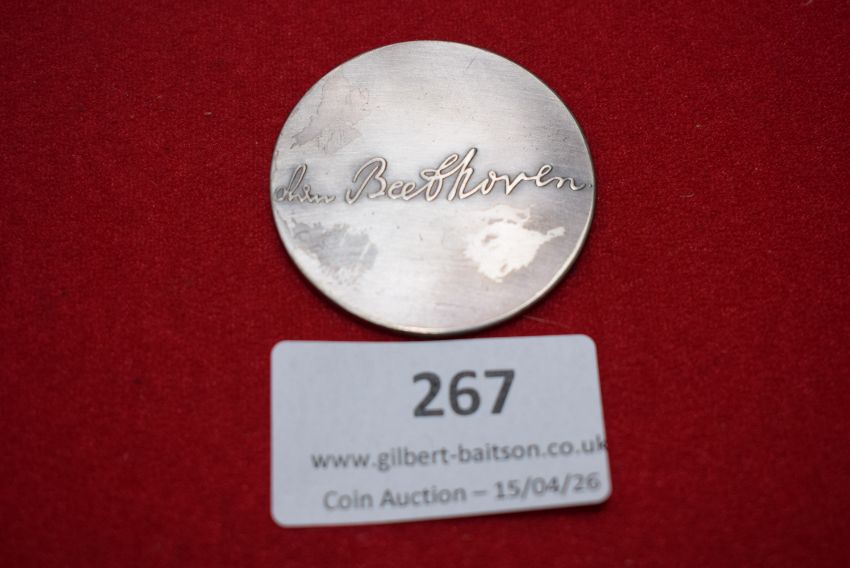 Beethoven
267
www.gilbert-baitson.co.uk
Coin Auction – 15/04/26